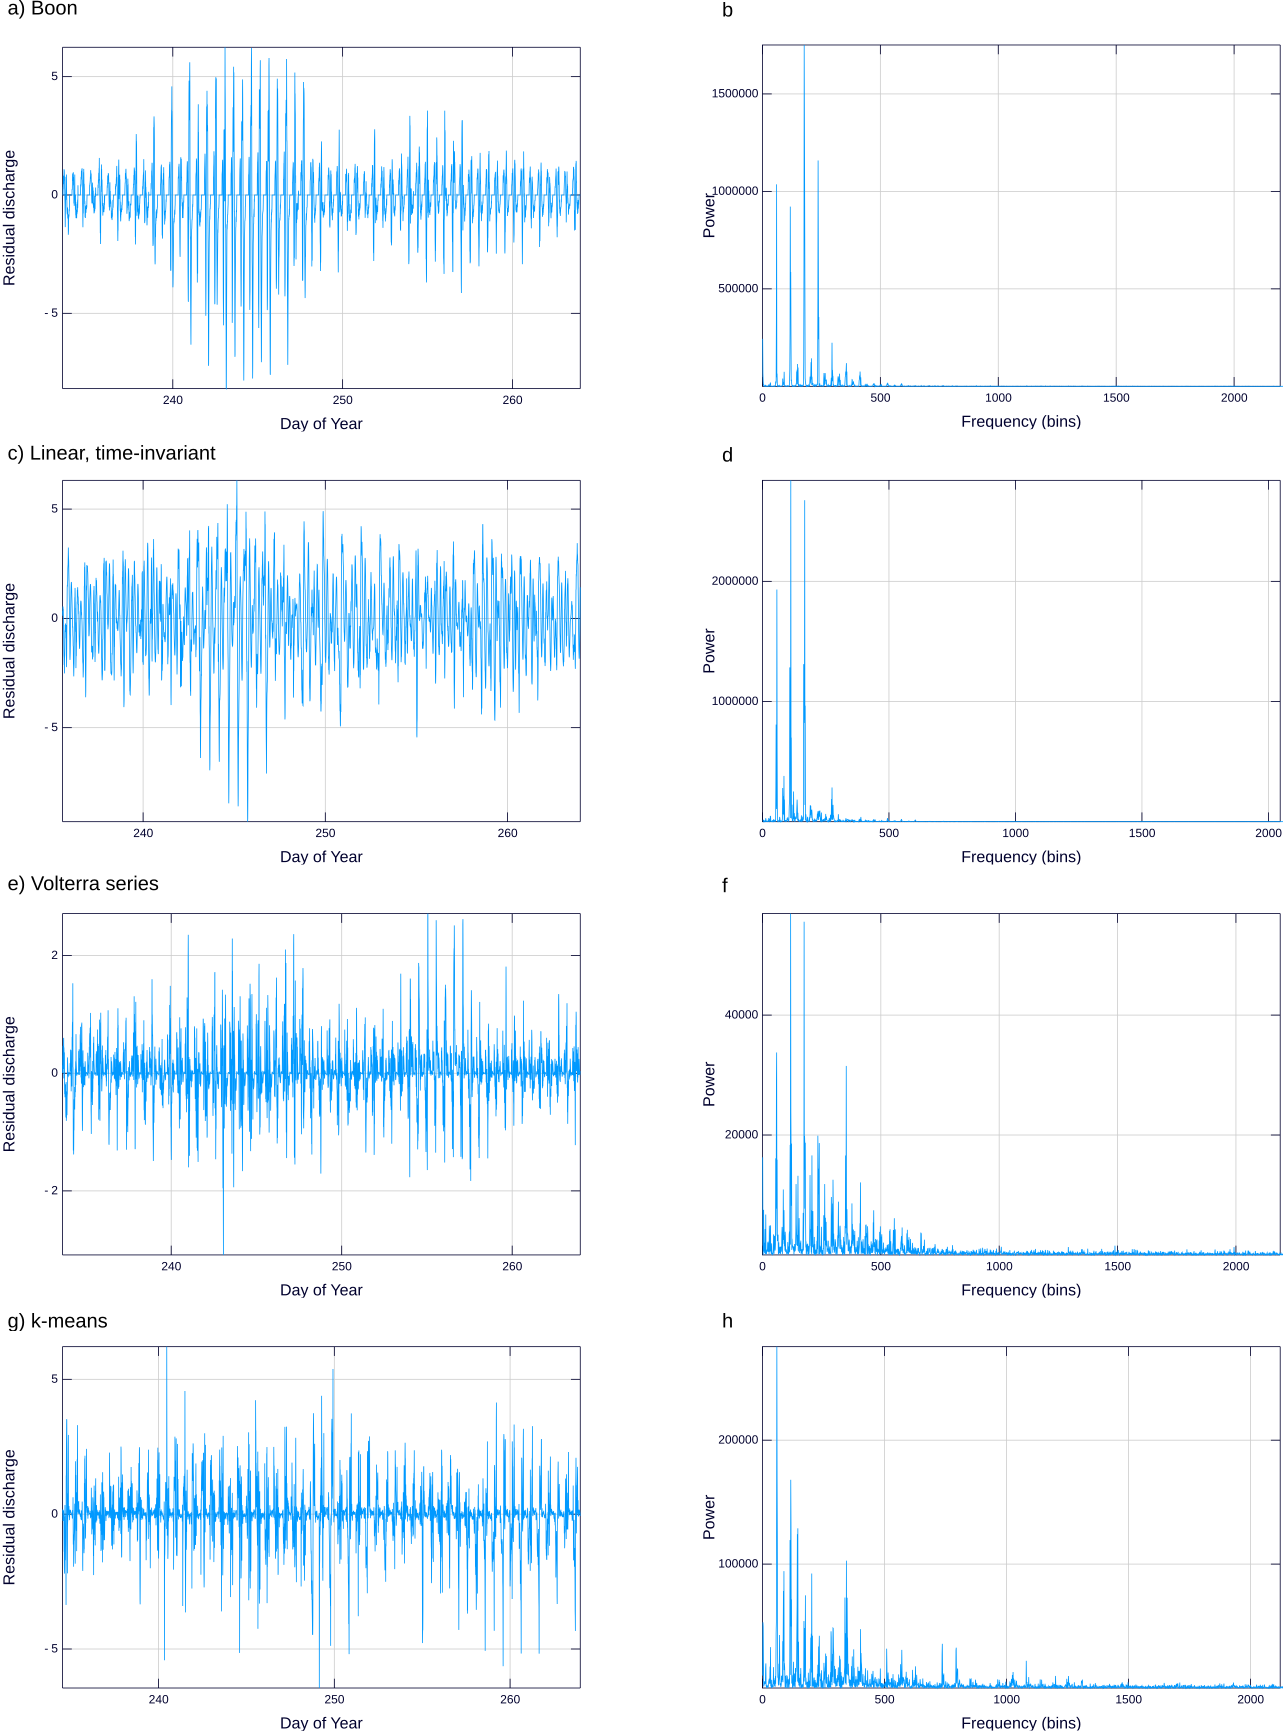 a) Boon
b
5
0
- 5
Residual discharge
240
250
260
Day of Year
1500000
1000000
500000
Power
0
500
1000
1500
2000
Frequency (bins)
c) Linear, time-invariant
d
5
0
- 5
Residual discharge
240
250
260
Day of Year
2000000
1000000
Power
0
500
1000
1500
2000
Frequency (bins)
e) Volterra series
f
2
0
- 2
Residual discharge
240
250
260
Day of Year
40000
20000
Power
0
500
1000
1500
2000
Frequency (bins)
g) k-means
h
5
0
- 5
Residual discharge
240
250
260
Day of Year
200000
100000
Power
0
500
1000
1500
2000
Frequency (bins)